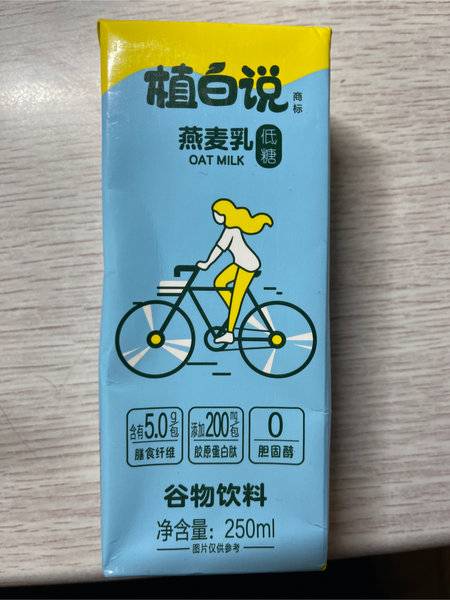 植白说 商标
燕麦乳 低糖
OAT MILK
含有5.0g/包 添加200mg/包 0
膳食纤维 胶原蛋白肽 胆固醇
谷物饮料
净含量：250ml
图片仅供参考